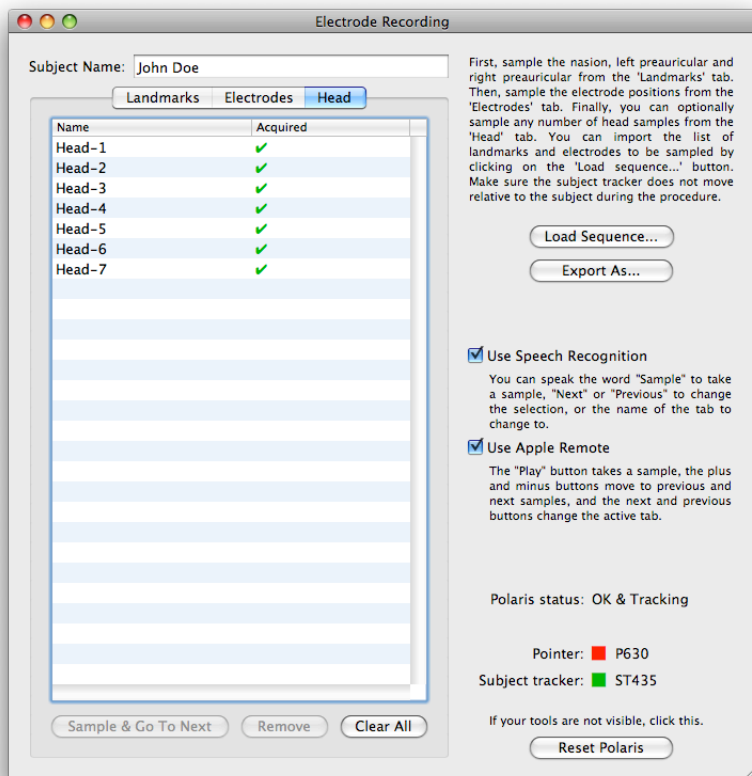 Electrode Recording
Subject Name: John Doe
Landmarks Electrodes Head
Name Acquired
Head-1
Head-2
Head-3
Head-4
Head-5
Head-6
Head-7
Sample & Go To Next Remove Clear All
First, sample the nasion, left preauricular and
right preauricular from the 'Landmarks' tab.
Then, sample the electrode positions from the
'Electrodes' tab. Finally, you can optionally
sample any number of head samples from the
'Head' tab. You can import the list of
landmarks and electrodes to be sampled by
clicking on the 'Load sequence...' button.
Make sure the subject tracker does not move
relative to the subject during the procedure.
Load Sequence...
Export As...
Use Speech Recognition
You can speak the word "Sample" to take
a sample, "Next" or "Previous" to change
the selection, or the name of the tab to
change to.
Use Apple Remote
The "Play" button takes a sample, the plus
and minus buttons move to previous and
next samples, and the next and previous
buttons change the active tab.
Polaris status: OK & Tracking
Pointer: P630
Subject tracker: ST435
If your tools are not visible, click this.
Reset Polaris